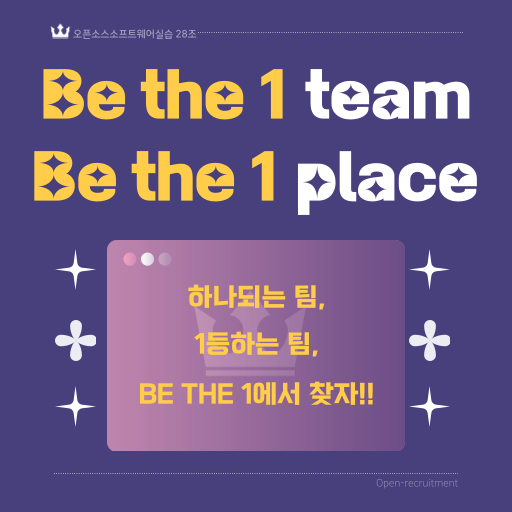 오픈소스소프트웨어실습 28조
Be the 1 team
Be the 1 place
하나되는 팀,
1등하는 팀,
BE THE 1에서 찾자!!
Open-recruitment